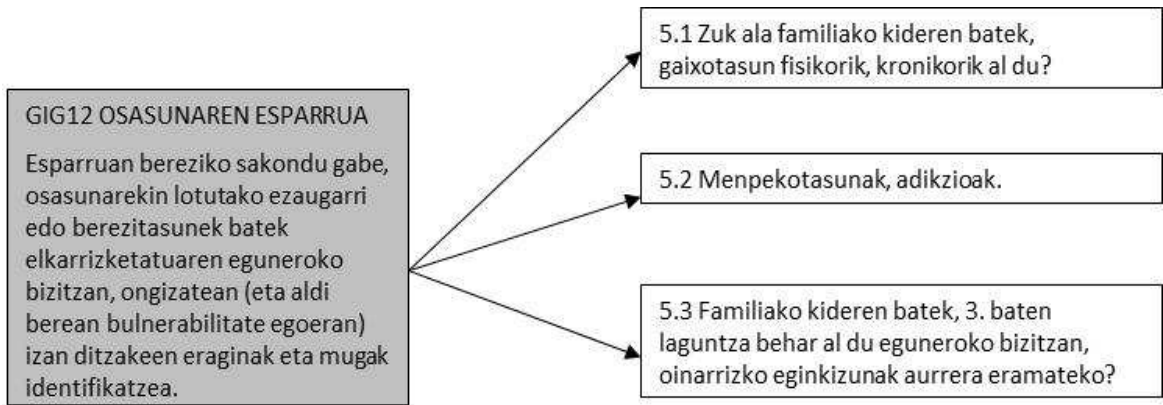 GIG12 OSASUNAREN ESPARRUA
Esparruan bereziko sakondu gabe,
osasunarekin lotutako ezaugarri
edo berezitasunek batek
elkarrizketatuaren eguneroko
bizitzan, ongizatean (eta aldi
berean bulnerabilitate egoeran)
izan ditzakeen eraginak eta mugak
identifikatzea.
5.1 Zuk ala familiako kideren batek,
gaixotasun fisikorik, kronikorik al du?
5.2 Menpekotasunak, adikzioak.
5.3 Familiako kideren batek, 3. baten
laguntza behar al du eguneroko bizitzan,
oinarrizko eginkizunak aurrera eramateko?